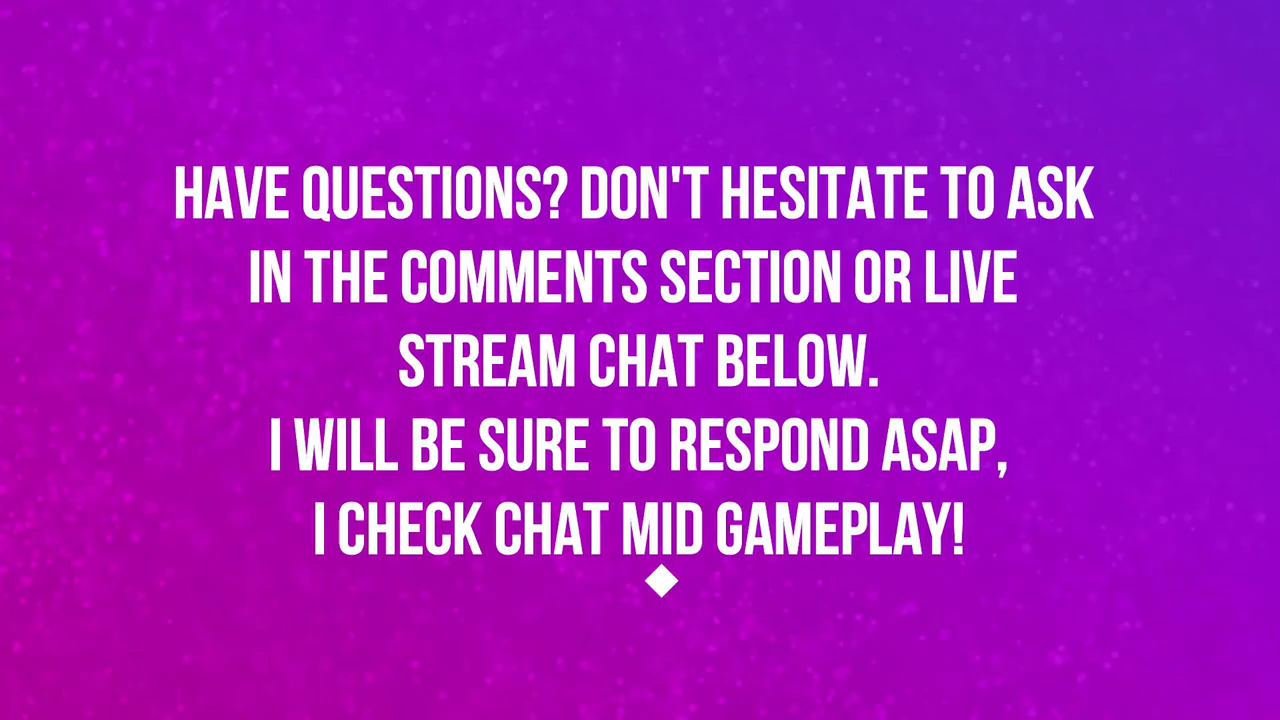 HAVE QUESTIONS? DON'T HESITATE TO ASK
IN THE COMMENTS SECTION OR LIVE
STREAM CHAT BELOW.
I WILL BE SURE TO RESPOND ASAP,
I CHECK CHAT MID GAMEPLAY!